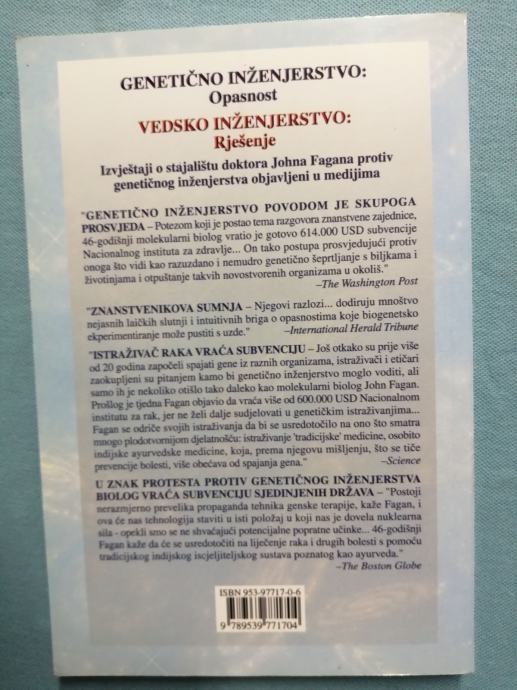 GENETIČNO INŽENJERSTVO:
Opasnost
VEDSKO INŽENJERSTVO:
Rješenje
Izvještaji o stajalištu doktora Johna Fagana protiv
genetičnog inženjerstva objavljeni u medijima
"GENETIČNO INŽENJERSTVO POVODOM JE SKUPOGA
PROSVJEDA – Potezom koji je postao tema razgovora znanstvene zajednice,
46-godišnji molekularni biolog vratio je gotovo 614.000 USD subvencije
Nacionalnog instituta za zdravlje... On tako postupa prosvjedujući protiv
onoga što vidi kao razuzdano i nemudro genetično šeprtljanje s biljkama i
životinjama i otpuštanje takvih novostvorenih organizama u okoliš."
–The Washington Post
"ZNANSTVENIKOVA SUMNJA – Njegovi razlozi... dodiruju mnoštvo
nejasnih laičkih slutnji i intuitivnih briga o opasnostima koje biogenetsko
ekperimentiranje može pustiti s uzde." –International Herald Tribune
"ISTRAŽIVAČ RAKA VRAĆA SUBVENCIJU – Još otkako su prije više
od 20 godina započeli spajati gene iz raznih organizama, istraživači i etičari
zaokupljeni su pitanjem kamo bi genetično inženjerstvo moglo voditi, ali
samo ih je nekoliko otišlo tako daleko kao molekularni biolog John Fagan.
Prošlog je tjedna Fagan objavio da vraća više od 600.000 USD Nacionalnom
institutu za rak, jer ne želi dalje sudjelovati u genetičkim istraživanjima...
Fagan se odriče svojih istraživanja da bi se usredotočilo na ono što smatra
mnogo plodotvornijom djelatnošću: istraživanje 'tradicijske' medicine, osobito
indijske ayurvedske medicine, koja, prema njegovu mišljenju, što se tiče
prevencije bolesti, više obećava od spajanja gena." –Science
U ZNAK PROTESTA PROTIV GENETIČNOG INŽENJERSTVA
BIOLOG VRAĆA SUBVENCIJU SJEDINJENIH DRŽAVA – "Postoji
nerazmjerno prevelika propaganda tehnika genske terapije, kaže Fagan, i
ova će nas tehnologija staviti u isti položaj u koji nas je dovela nuklearna
sila - opekli smo se ne shvaćajući potencijalne popratne učinke... 46-godišnji
Fagan kaže da će se usredotočiti na liječenje raka i drugih bolesti s pomoću
tradicijskog indijskog iscjeljiteljskog sustava poznatog kao ayurveda."
–The Boston Globe
ISBN 953-97717-0-6
9 789539 771704